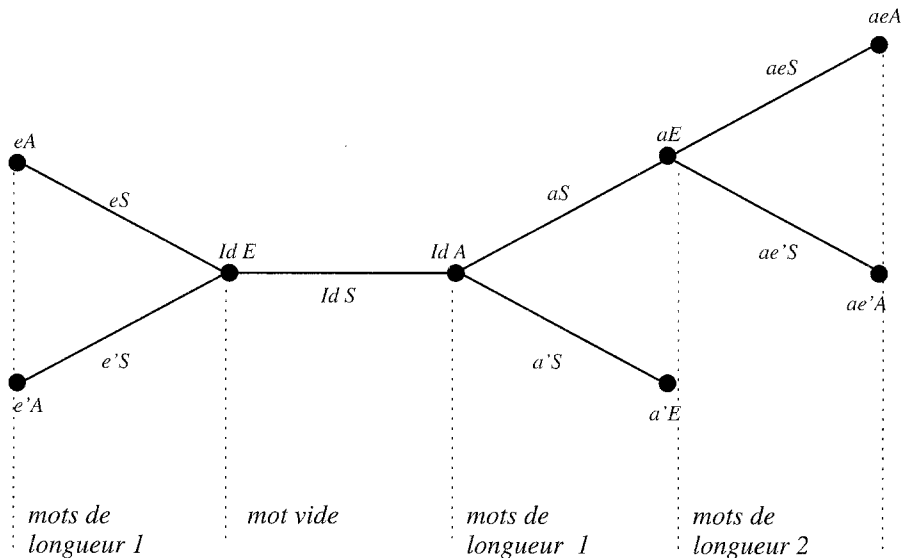 aeA
aeS
aE
eA
aS
eS
Id E
Id A
ae'S
Id S
ae'A
e'S
a'S
e'A
a'E
mots de
longueur 1
mot vide
mots de
longueur 1
mots de
longueur 2